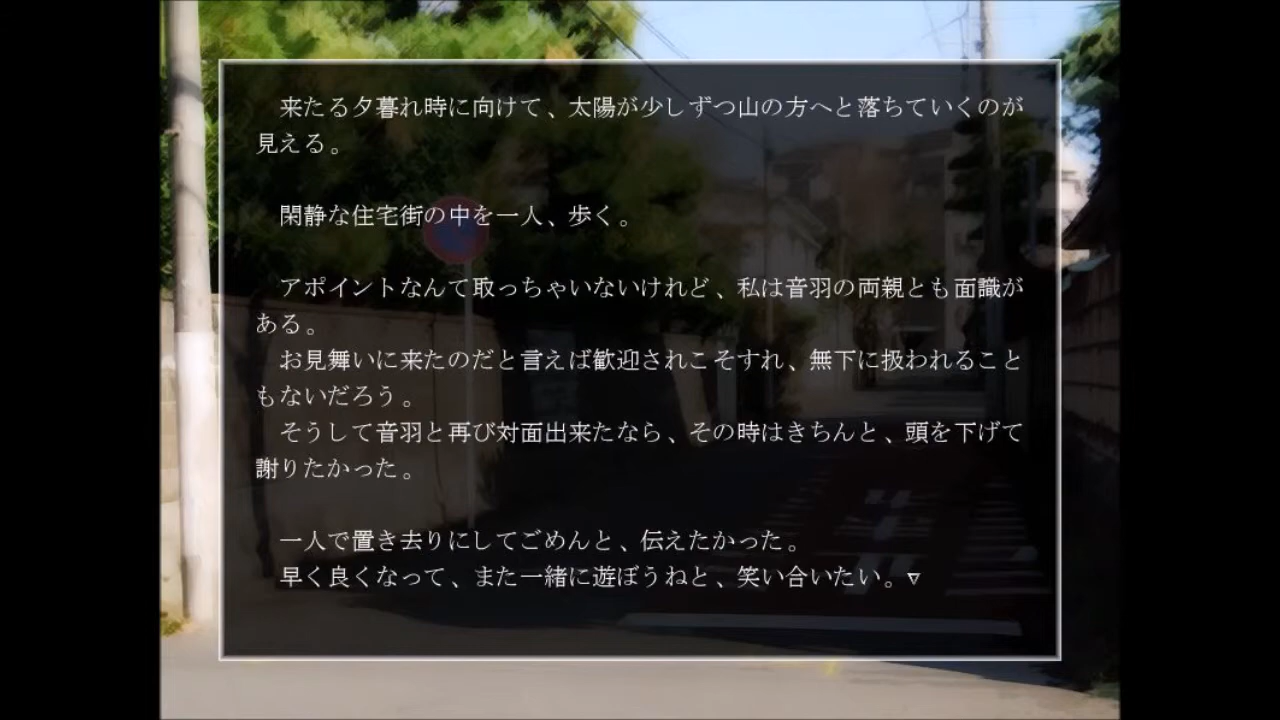 来たる夕暮れ時に向けて、太陽が少しずつ山の方へと落ちていくのが
見える。
閑静な住宅街の中を一人、歩く。
アポイントなんて取っちゃいないけれど、私は音羽の両親とも面識が
ある。
お見舞いに来たのだと言えば歓迎されこそすれ、無下に扱われること
もないだろう。
そうして音羽と再び対面出来たなら、その時はきちんと、頭を下げて
謝りたかった。
一人で置き去りにしてごめんと、伝えたかった。
早く良くなって、また一緒に遊ぼうねと、笑い合いたい。▽